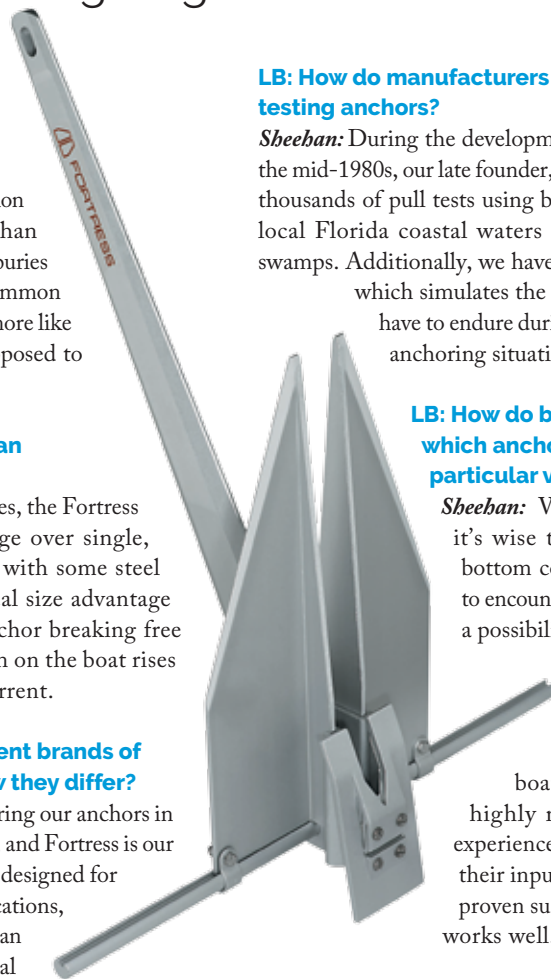 FORTRESS
on
han
buries
mmon
more like
posed to
an
es, the Fortress
ge over single,
with some steel
al size advantage
chor breaking free
n on the boat rises
rrent.
ent brands of
w they differ?
ring our anchors in
and Fortress is our
designed for
cations,
an
al
LB: How do manufacturers
testing anchors?
Sheehan: During the developm
the mid-1980s, our late founder,
thousands of pull tests using b
local Florida coastal waters
swamps. Additionally, we have
which simulates the
have to endure duri
anchoring situati
LB: How do b
which ancho
particular v
Sheehan: V
it's wise t
bottom co
to encoun
a possibil
boa
highly r
experience
their inpu
proven su
works well